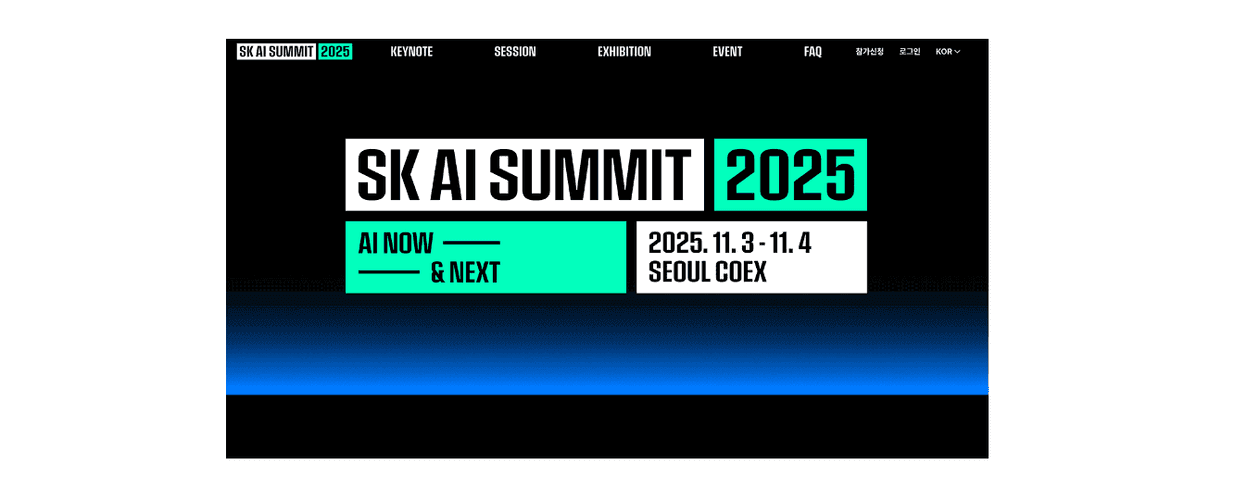 SK AI SUMMIT 2025 KEYNOTE SESSION EXHIBITION EVENT FAQ 참가신청 로그인 KOR
SK AI SUMMIT 2025
AI NOW
& NEXT
2025. 11. 3 - 11. 4
SEOUL COEX